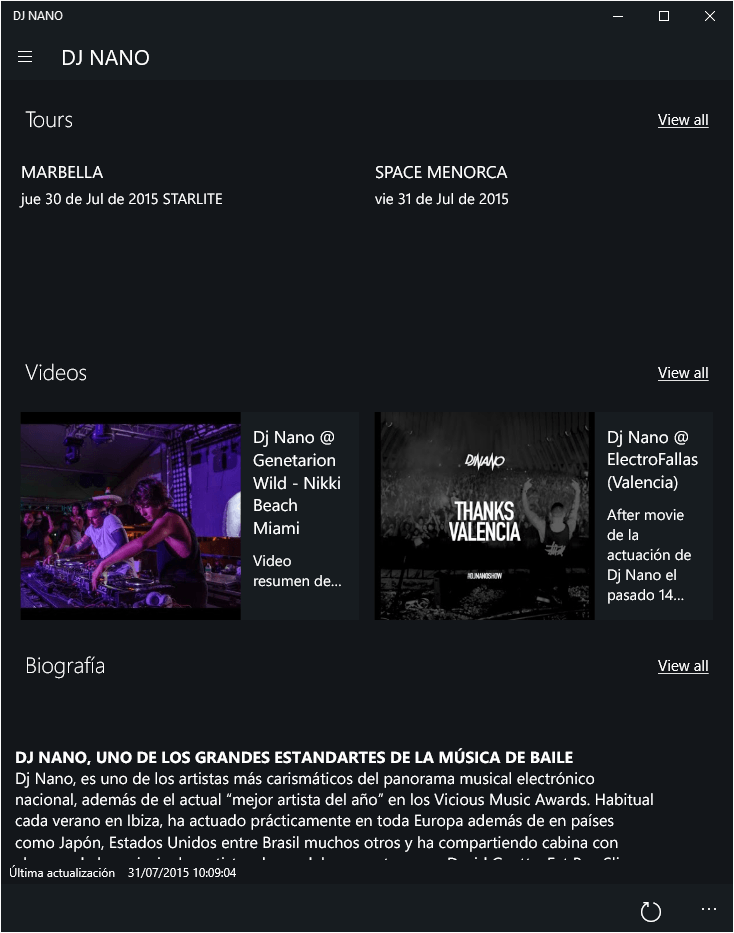 DJ NANO
DJ NANO
Tours
View all
MARBELLA
jue 30 de Jul de 2015 STARLITE
SPACE MENORCA
vie 31 de Jul de 2015
Videos
View all
Dj Nano @
Genetarion
Wild - Nikki
Beach
Miami
Video
resumen de...
DJNANO
THANKS
VALENCIA
#DJNANOSHOW
Dj Nano @
ElectroFallas
(Valencia)
After movie
de la
actuación de
Dj Nano el
pasado 14...
Biografía
View all
DJ NANO, UNO DE LOS GRANDES ESTANDARTES DE LA MÚSICA DE BAILE
Dj Nano, es uno de los artistas más carismáticos del panorama musical electrónico
nacional, además de el actual “mejor artista del año” en los Vicious Music Awards. Habitual
cada verano en Ibiza, ha actuado prácticamente en toda Europa además de en países
como Japón, Estados Unidos entre Brasil muchos otros y ha compartiendo cabina con
Última actualización 31/07/2015 10:09:04